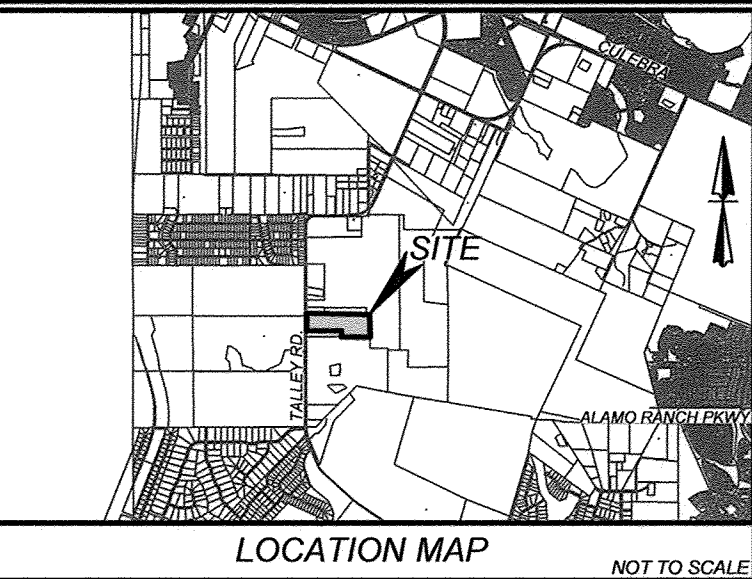 CULEBRA
SITE
TALLEY RD.
ALAMO RANCH PKWY
LOCATION MAP
NOT TO SCALE